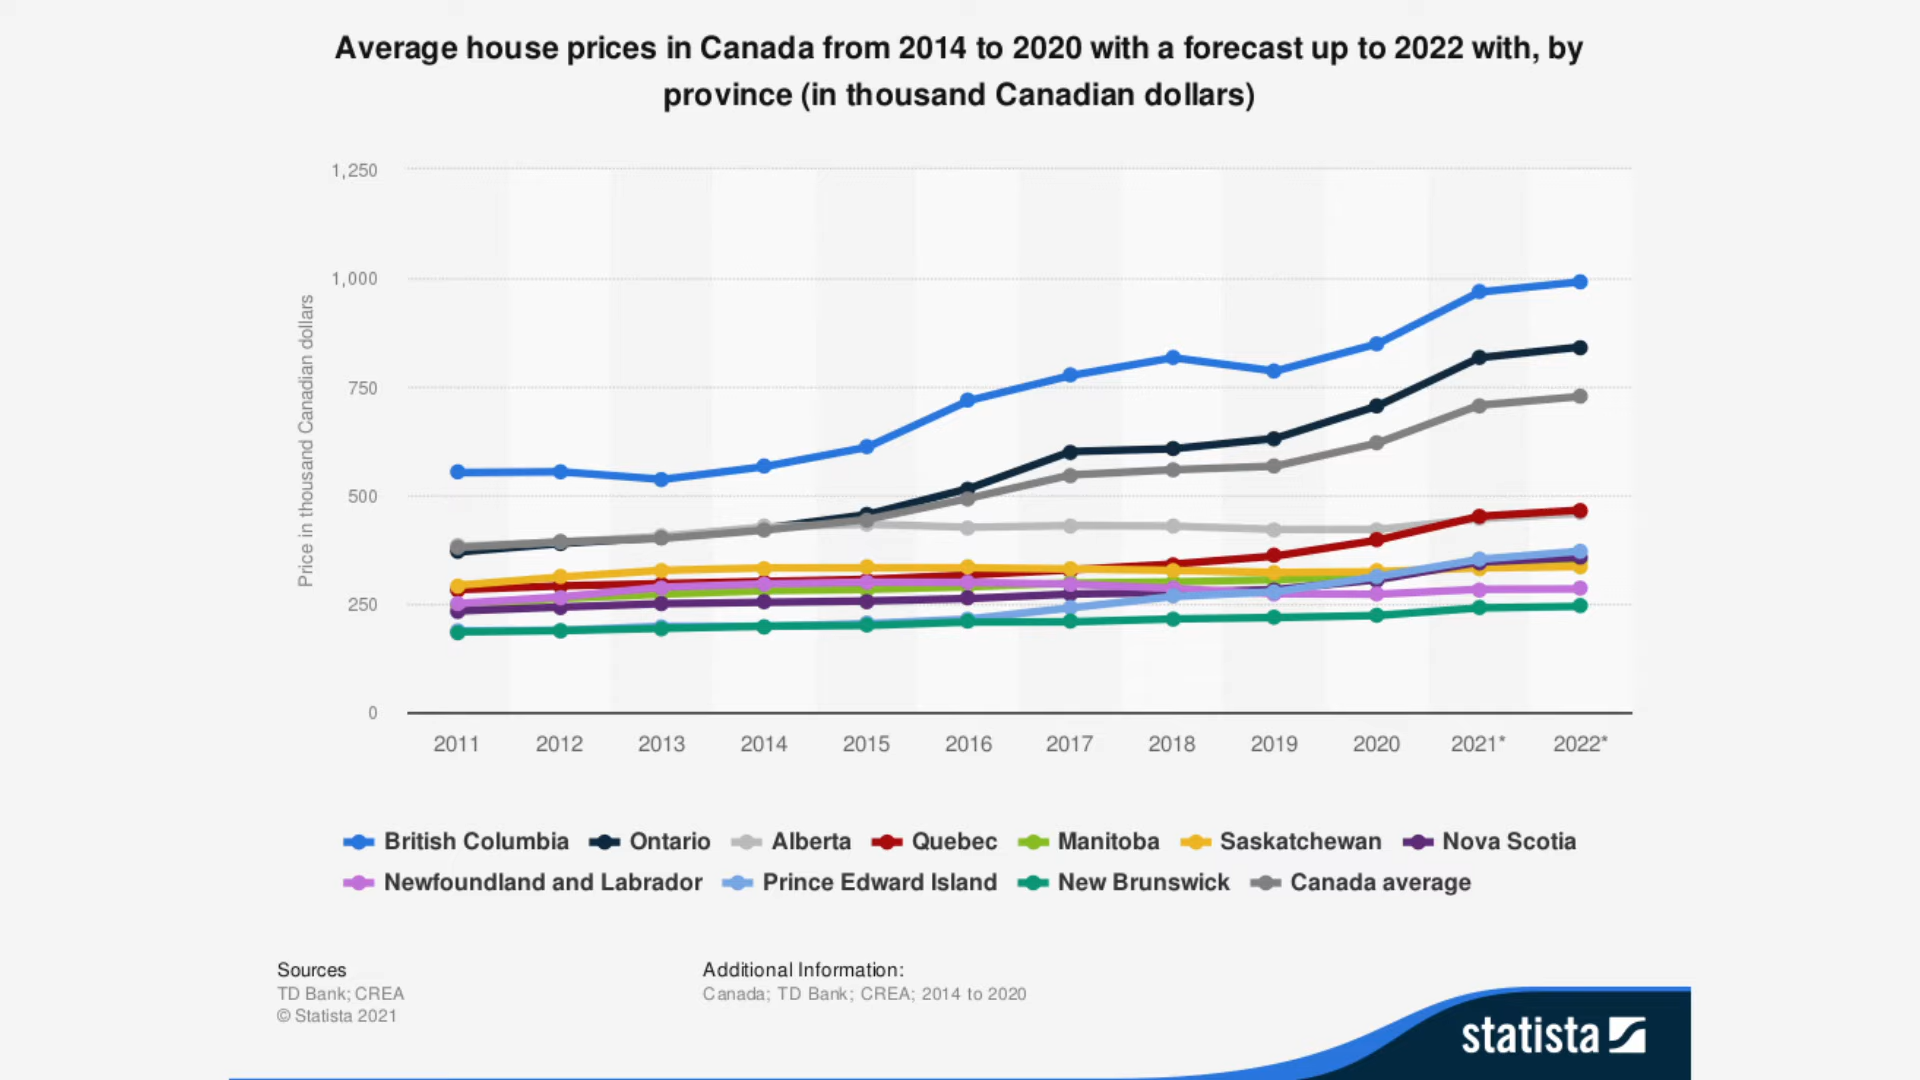 Average house prices in Canada from 2014 to 2020 with a forecast up to 2022 with, by
province (in thousand Canadian dollars)
Price in thousand Canadian dollars
1,250
1,000
750
500
250
0
2011 2012 2013 2014 2015 2016 2017 2018 2019 2020 2021* 2022*
British Columbia Ontario Alberta Quebec Manitoba Saskatchewan Nova Scotia
Newfoundland and Labrador Prince Edward Island New Brunswick Canada average
Sources
TD Bank; CREA
© Statista 2021
Additional Information:
Canada; TD Bank; CREA; 2014 to 2020
statista